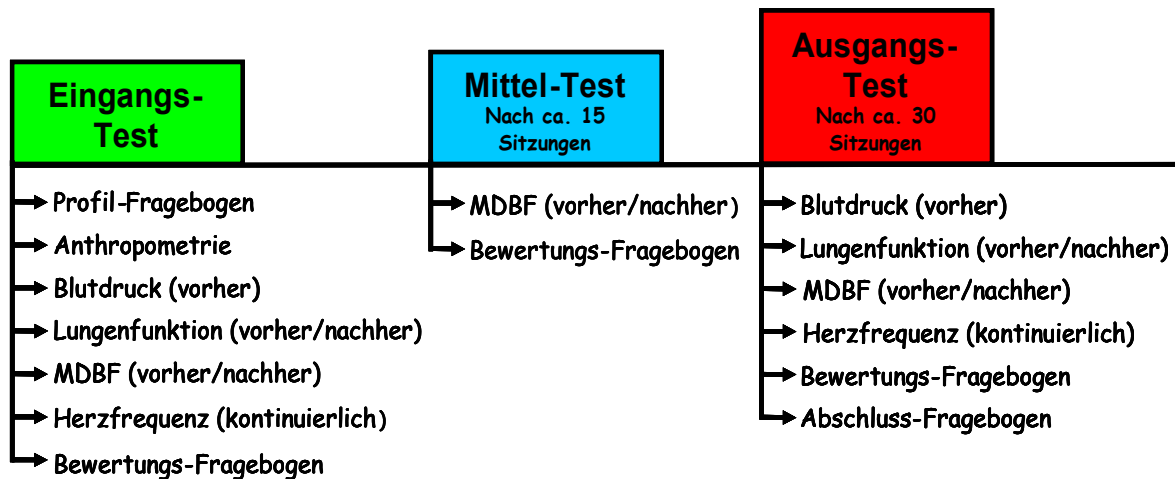 Eingangs-
Test
Profil-Fragebogen
Anthropometrie
Blutdruck (vorher)
Lungenfunktion (vorher/nachher)
MDBF (vorher/nachher)
Herzfrequenz (kontinuierlich)
Bewertungs-Fragebogen
Mittel-Test
Nach ca. 15
Sitzungen
MDBF (vorher/nachher)
Bewertungs-Fragebogen
Ausgangs-
Test
Nach ca. 30
Sitzungen
Blutdruck (vorher)
Lungenfunktion (vorher/nachher)
MDBF (vorher/nachher)
Herzfrequenz (kontinuierlich)
Bewertungs-Fragebogen
Abschluss-Fragebogen